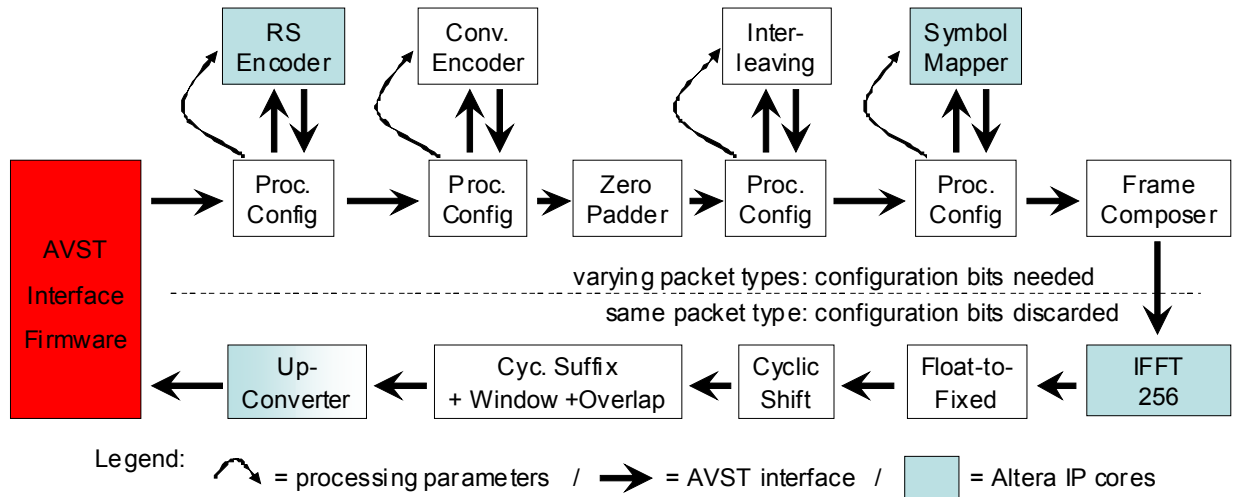 RS
Encoder
Conv.
Encoder
Inter-
leaving
Symbol
Mapper
AVST
Interface
Firmware
Proc.
Config
Proc.
Config
Zero
Padder
Proc.
Config
Proc.
Config
Frame
Composer
varying packet types: configuration bits needed
same packet type: configuration bits discarded
Up-
Converter
Cyc. Suffix
+ Window +Overlap
Cyclic
Shift
Float-to-
Fixed
IFFT
256
Legend: = processing parameters / = AVST interface / = Altera IP cores